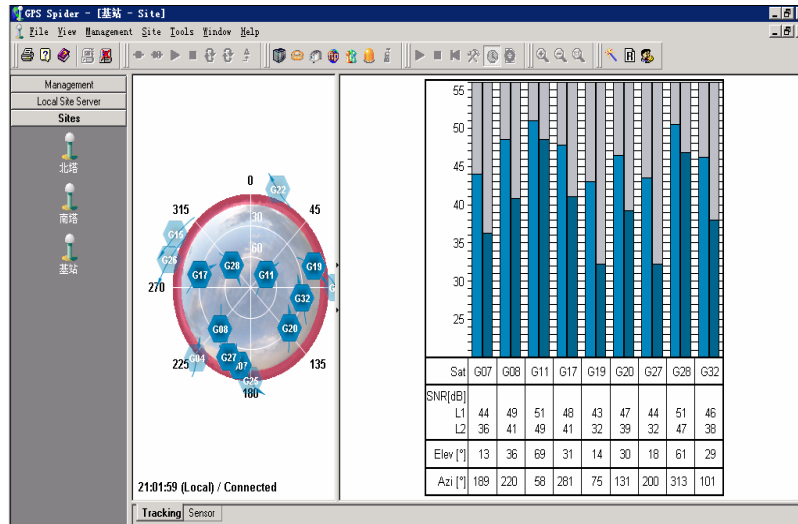 GPS Spider - [基站 - Site]
File View Management Site Tools Window Help
Management
Local Site Server
Sites
北塔
南塔
基站
0
45
135
180
225
270
315
30
60
G22
G15
G26
G17
G28
G11
G19
G32
G08
G20
G04
G27
G25
55
50
45
40
35
30
25
Sat G07 G08 G11 G17 G19 G20 G27 G28 G32
SNR[dB]
L1 44 49 51 48 43 47 44 51 46
L2 36 41 49 41 32 39 32 47 38
Elev [°] 13 36 69 31 14 30 18 61 29
Azi [°] 189 220 58 281 75 131 200 313 101
21:01:59 (Local) / Connected
Tracking Sensor